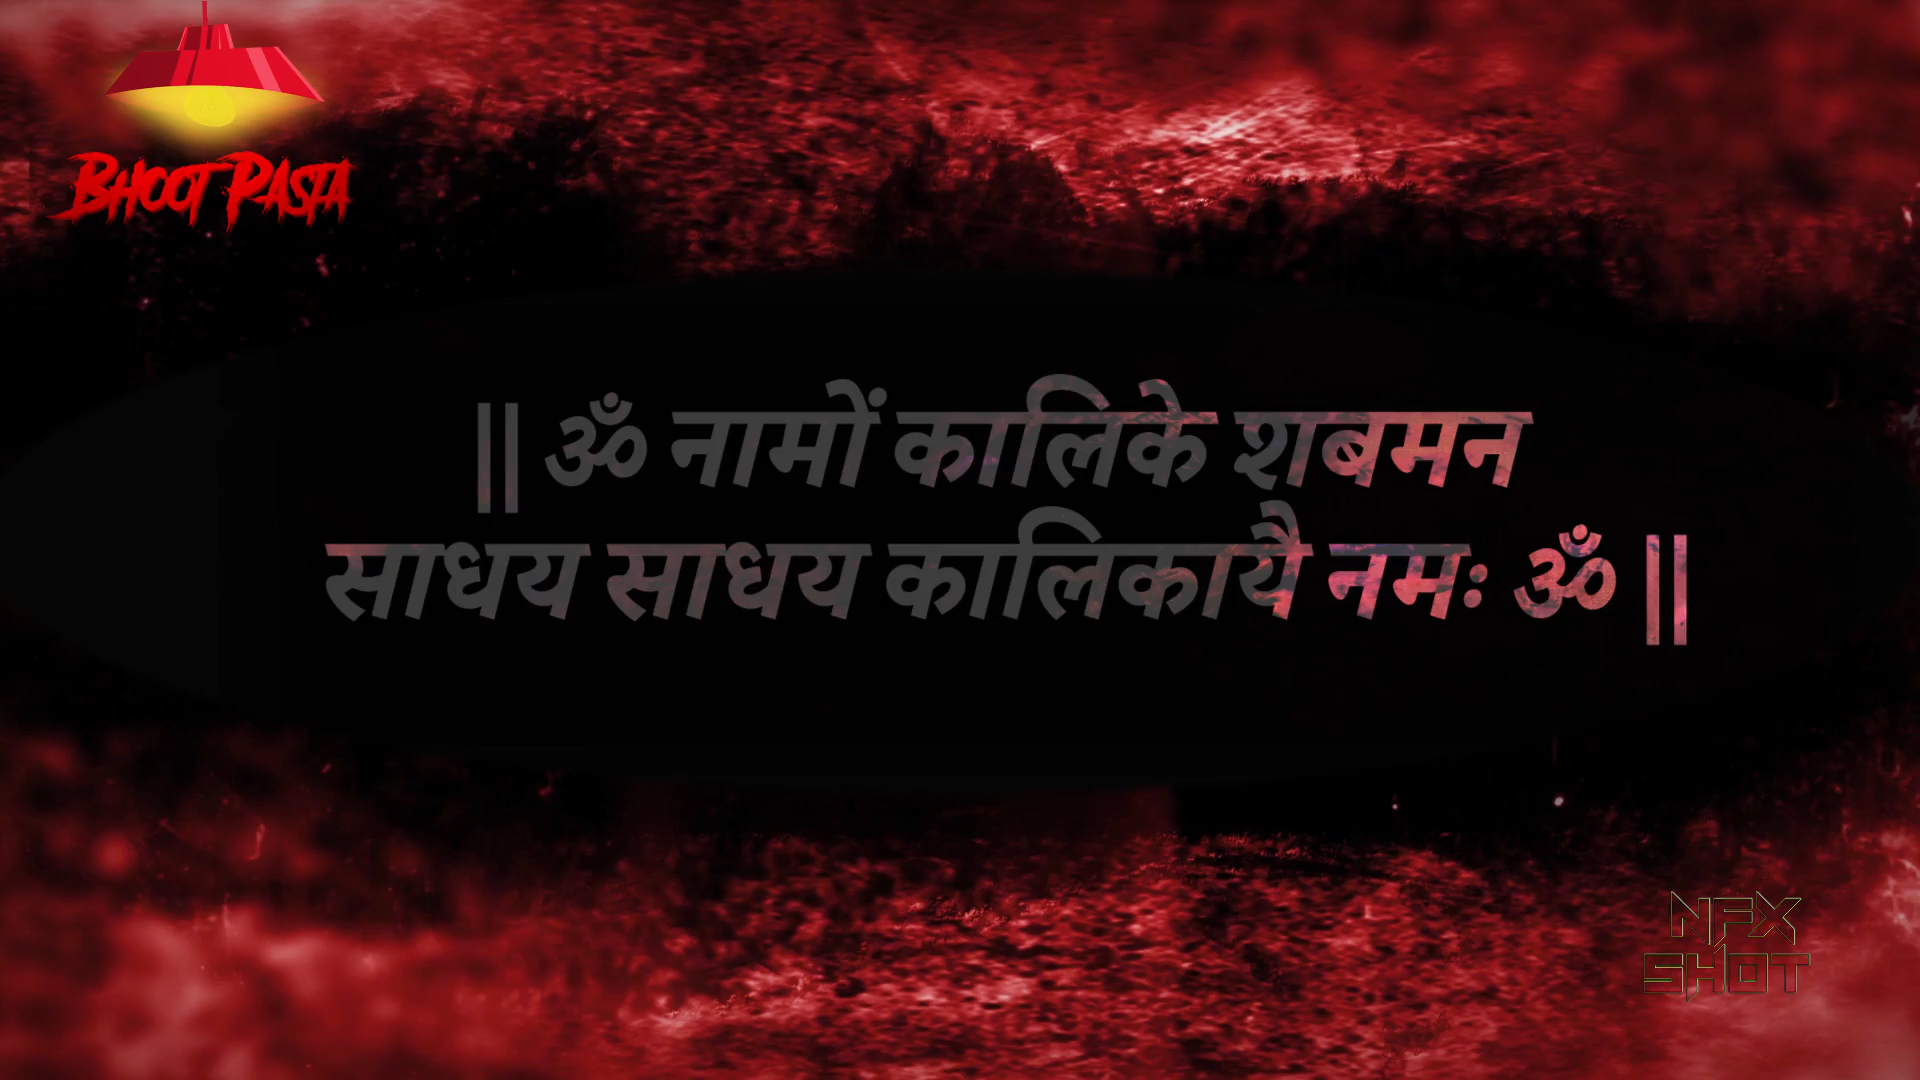 BHOOT PASTA
|| ॐ नामों कालिके शबमन
साधय साधय कालिकायै नमः ॐ ||
NFX
SHOT